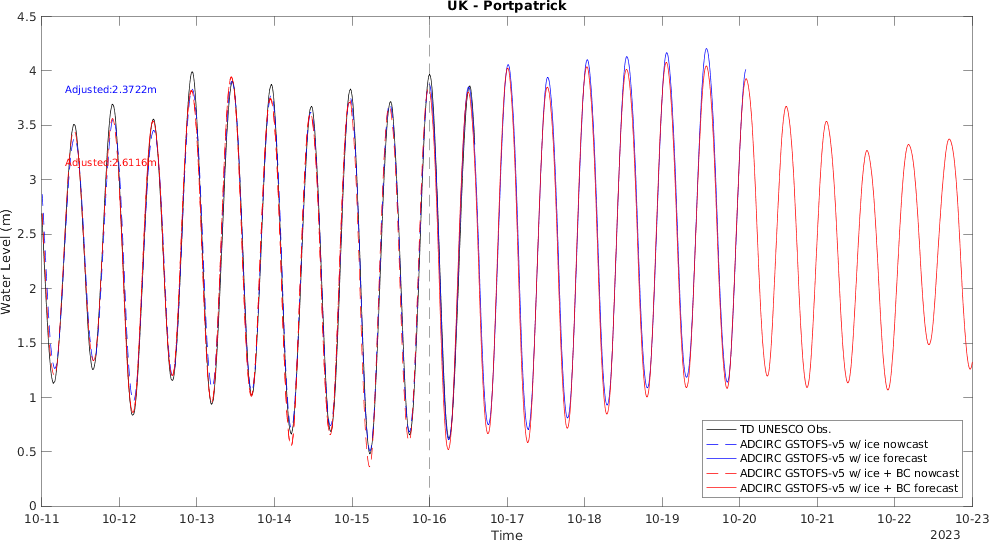 UK - Portpatrick
4.5
4
3.5
3
2.5
2
1.5
1
0.5
0
Water Level (m)
Adjusted:2.3722m
Adjusted:2.6116m
TD UNESCO Obs.
ADCIRC GSTOFS-v5 w/ ice nowcast
ADCIRC GSTOFS-v5 w/ ice forecast
ADCIRC GSTOFS-v5 w/ ice + BC nowcast
ADCIRC GSTOFS-v5 w/ ice + BC forecast
10-11 10-12 10-13 10-14 10-15 10-16 10-17 10-18 10-19 10-20 10-21 10-22 10-23
Time
2023